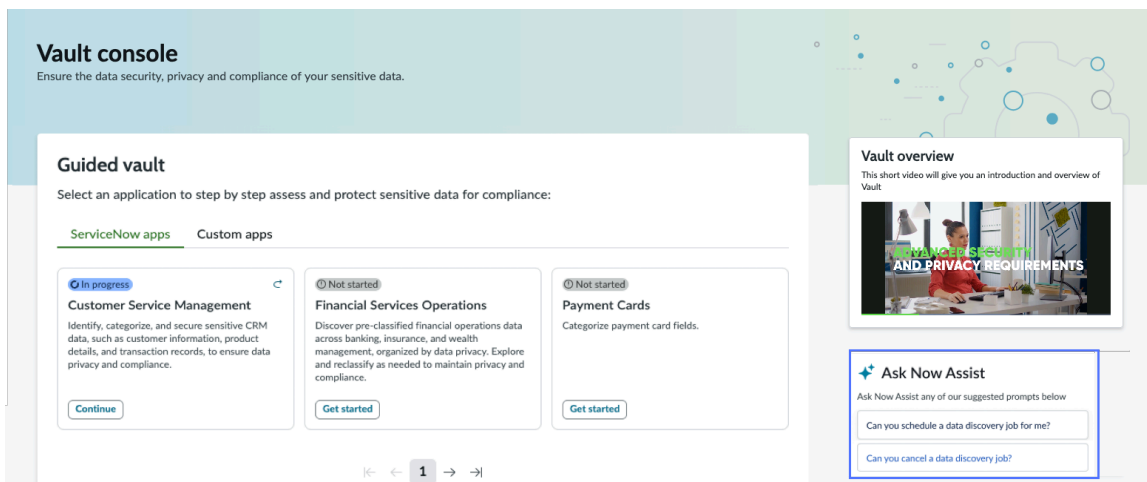 Vault console
Ensure the data security, privacy and compliance of your sensitive data.
Guided vault
Select an application to step by step assess and protect sensitive data for compliance:
ServiceNow apps
Custom apps
In progress
Customer Service Management
Identify, categorize, and secure sensitive CRM
data, such as customer information, product
details, and transaction records, to ensure data
privacy and compliance.
Continue
Not started
Financial Services Operations
Discover pre-classified financial operations data
across banking, insurance, and wealth
management, organized by data privacy. Explore
and reclassify as needed to maintain privacy and
compliance.
Get started
Not started
Payment Cards
Categorize payment card fields.
Get started
1
Vault overview
This short video will give you an introduction and overview of
Vault
ADVANCED SECURITY
AND PRIVACY REQUIREMENTS
Ask Now Assist
Ask Now Assist any of our suggested prompts below
Can you schedule a data discovery job for me?
Can you cancel a data discovery job?